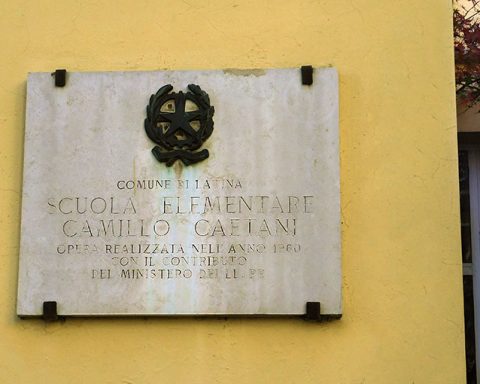 COMUNE DI LATINA
SCUOLA ELEMENTARE
CAMILLO CAETANI
OPERA REALIZZATA NELL'ANNO 1960
CON IL CONTRIBUTO
DEL MINISTERO DEI LL. PP.